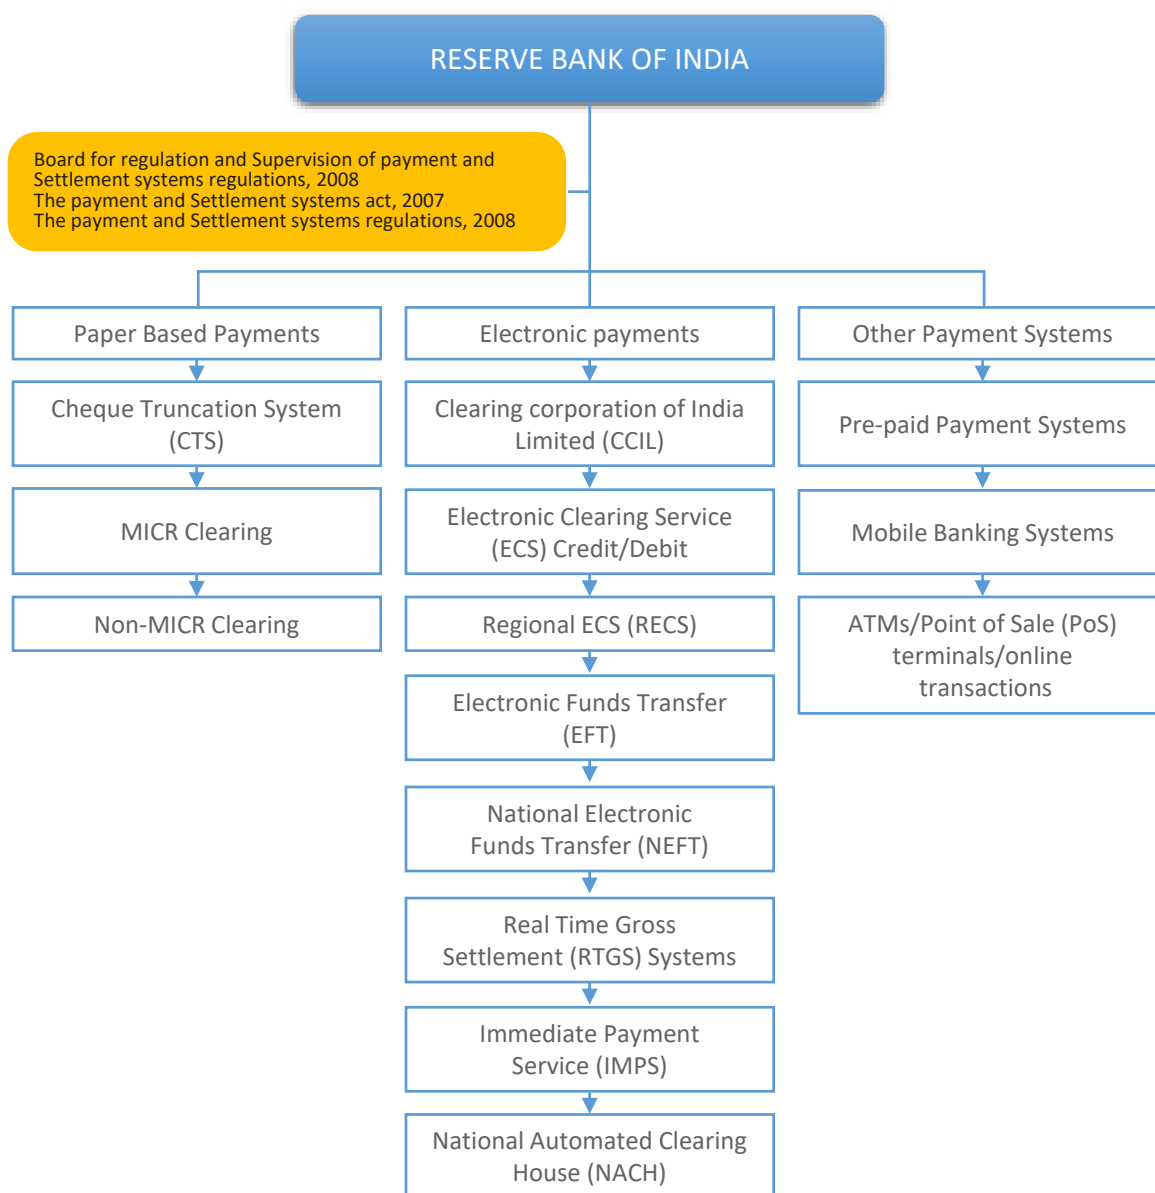 RESERVE BANK OF INDIA
Board for regulation and Supervision of payment and
Settlement systems regulations, 2008
The payment and Settlement systems act, 2007
The payment and Settlement systems regulations, 2008
Paper Based Payments
Cheque Truncation System
(CTS)
MICR Clearing
Non-MICR Clearing
Electronic payments
Clearing corporation of India
Limited (CCIL)
Electronic Clearing Service
(ECS) Credit/Debit
Regional ECS (RECS)
Electronic Funds Transfer
(EFT)
National Electronic
Funds Transfer (NEFT)
Real Time Gross
Settlement (RTGS) Systems
Immediate Payment
Service (IMPS)
National Automated Clearing
House (NACH)
Other Payment Systems
Pre-paid Payment Systems
Mobile Banking Systems
ATMs/Point of Sale (PoS)
terminals/online
transactions